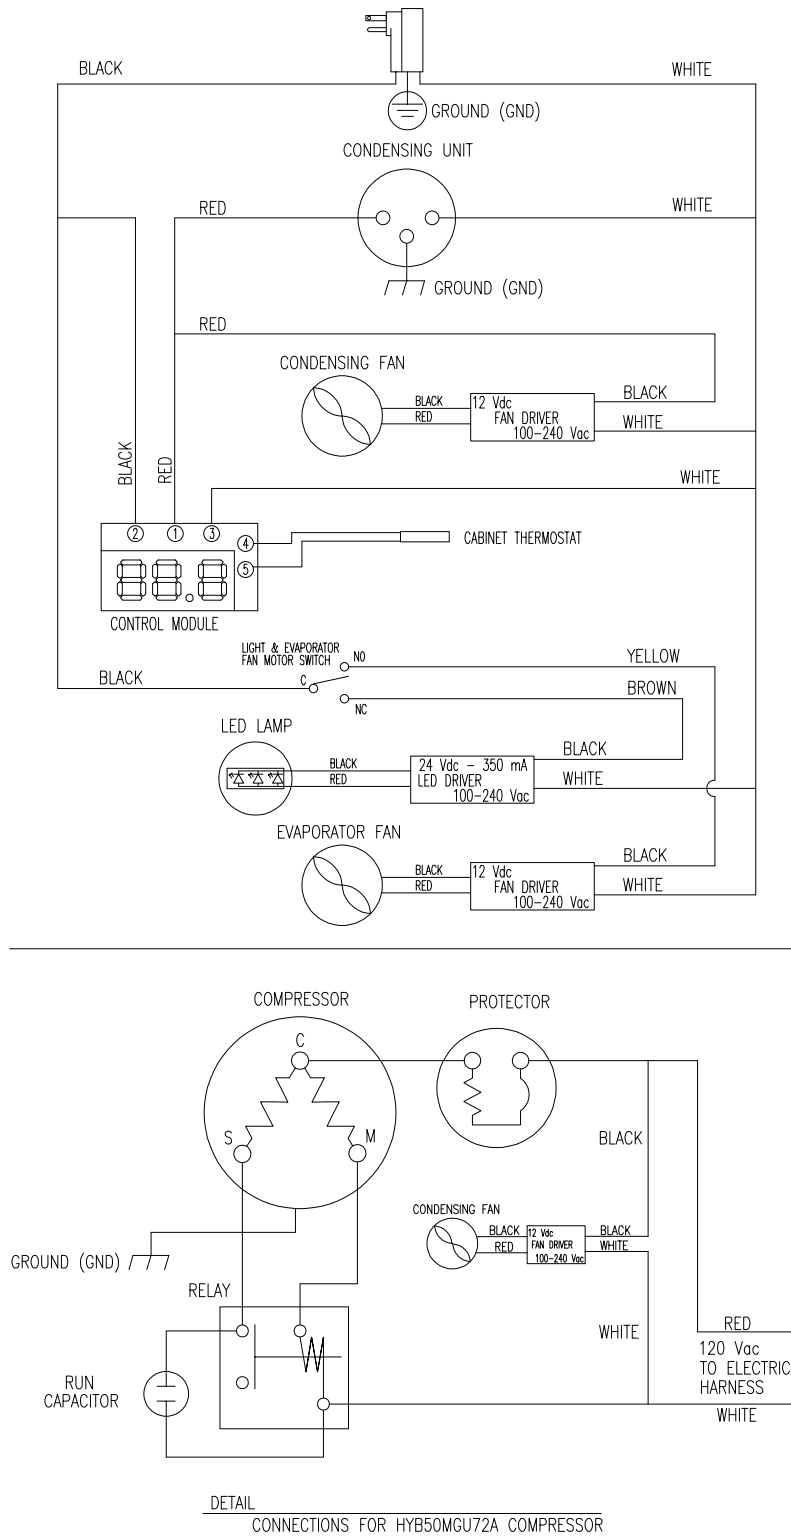 BLACK
WHITE
GROUND (GND)
CONDENSING UNIT
RED
WHITE
GROUND (GND)
RED
CONDENSING FAN
BLACK
RED
12 Vdc
FAN DRIVER
100-240 Vac
BLACK
WHITE
BLACK
RED
WHITE
2
1
3
4
5
CABINET THERMOSTAT
88.8
CONTROL MODULE
LIGHT & EVAPORATOR
FAN MOTOR SWITCH
NO
C
NC
BLACK
YELLOW
BROWN
LED LAMP
BLACK
RED
24 Vdc - 350 mA
LED DRIVER
100-240 Vac
BLACK
WHITE
EVAPORATOR FAN
BLACK
RED
12 Vdc
FAN DRIVER
100-240 Vac
BLACK
WHITE
COMPRESSOR
PROTECTOR
C
S
M
BLACK
CONDENSING FAN
BLACK
RED
12 Vdc
FAN DRIVER
100-240 Vac
BLACK
WHITE
GROUND (GND)
RELAY
WHITE
RED
120 Vac
TO ELECTRIC
HARNESS
WHITE
RUN
CAPACITOR
DETAIL
CONNECTIONS FOR HYB50MGU72A COMPRESSOR